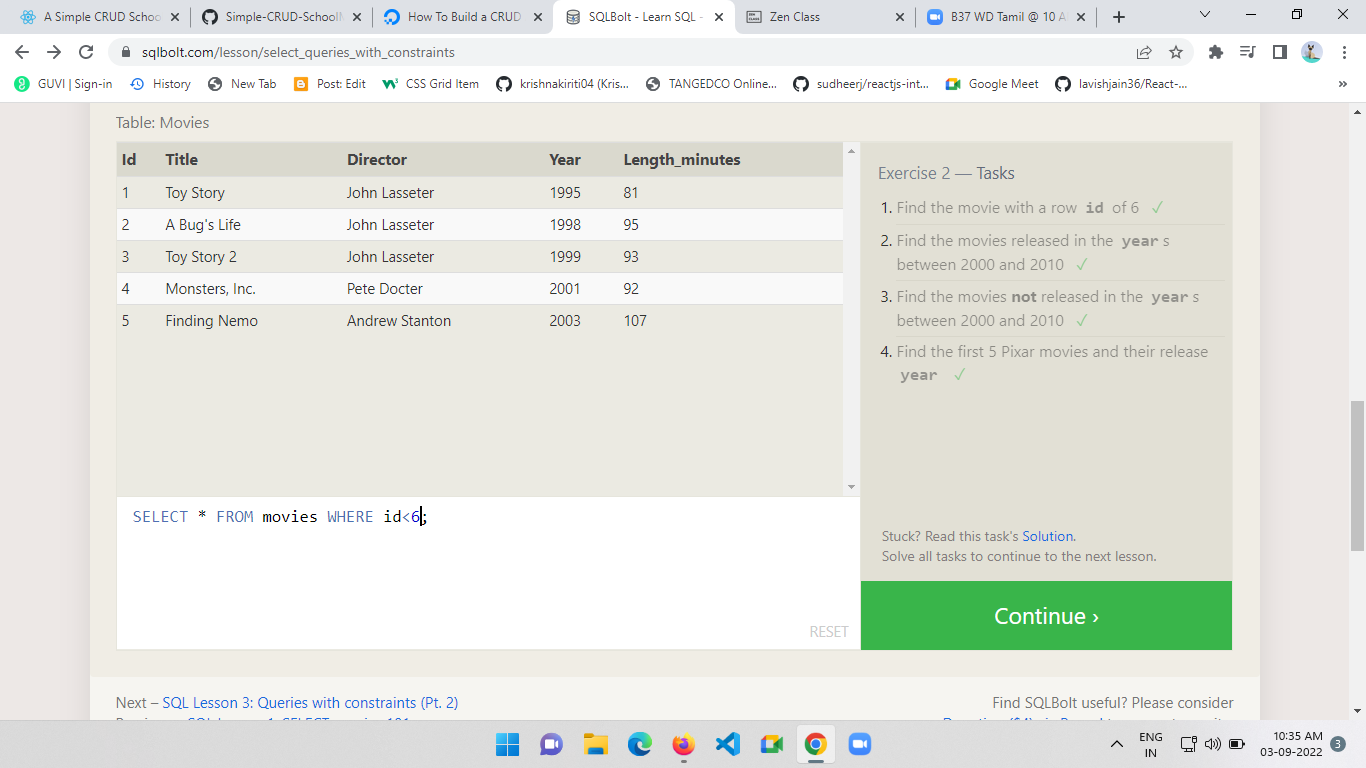 A Simple CRUD Schoo
Simple-CRUD-School
How To Build a CRUD
SQLBolt - Learn SQL -
Zen Class
B37 WD Tamil @ 10 A
sqlbolt.com/lesson/select_queries_with_constraints
GUVI | Sign-in
History
New Tab
Post: Edit
CSS Grid Item
krishnakiriti04 (Kris...
TANGEDCO Online...
sudheerj/reactjs-int...
Google Meet
lavishjain36/React-...
»
Table: Movies
Id Title Director Year Length_minutes
1 Toy Story John Lasseter 1995 81
2 A Bug's Life John Lasseter 1998 95
3 Toy Story 2 John Lasseter 1999 93
4 Monsters, Inc. Pete Docter 2001 92
5 Finding Nemo Andrew Stanton 2003 107
SELECT * FROM movies WHERE id<6;
RESET
Exercise 2 — Tasks
1. Find the movie with a row id of 6 ✓
2. Find the movies released in the year s
between 2000 and 2010 ✓
3. Find the movies not released in the year s
between 2000 and 2010 ✓
4. Find the first 5 Pixar movies and their release
year ✓
Stuck? Read this task's Solution.
Solve all tasks to continue to the next lesson.
Continue ›
Next – SQL Lesson 3: Queries with constraints (Pt. 2)
Find SQLBolt useful? Please consider
ENG
IN
10:35 AM
03-09-2022
3